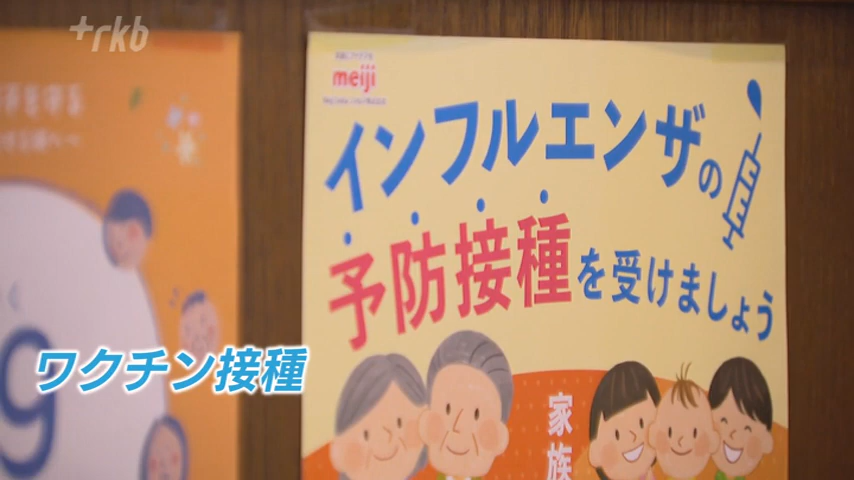 rkb
meiji
インフルエンザの
予防接種を受けましょう
ワクチン接種
家族